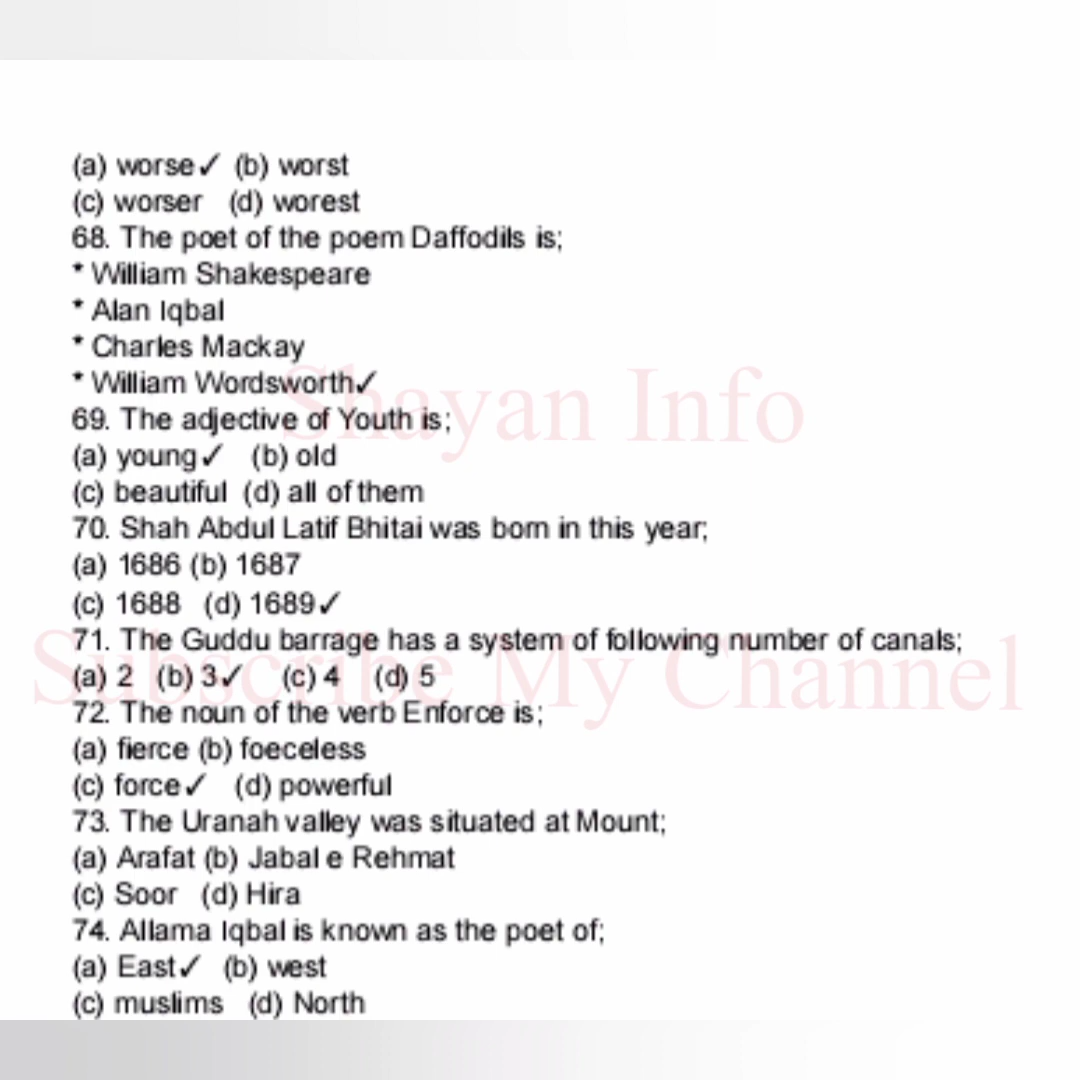 (a) worse✓ (b) worst
(c) worser (d) worest
68. The poet of the poem Daffodils is;
* William Shakespeare
* Alan Iqbal
* Charles Mackay
* William Wordsworth✓
Shayan Info
69. The adjective of Youth is;
(a) young✓ (b) old
(c) beautiful (d) all of them
70. Shah Abdul Latif Bhitai was born in this year;
(a) 1686 (b) 1687
(c) 1688 (d) 1689✓
71. The Guddu barrage has a system of following number of canals;
Subscribe My Channel
(a) 2 (b) 3✓ (c) 4 (d) 5
72. The noun of the verb Enforce is;
(a) fierce (b) foeceless
(c) force✓ (d) powerful
73. The Uranah valley was situated at Mount;
(a) Arafat (b) Jabal e Rehmat
(c) Soor (d) Hira
74. Allama Iqbal is known as the poet of;
(a) East✓ (b) west
(c) muslims (d) North